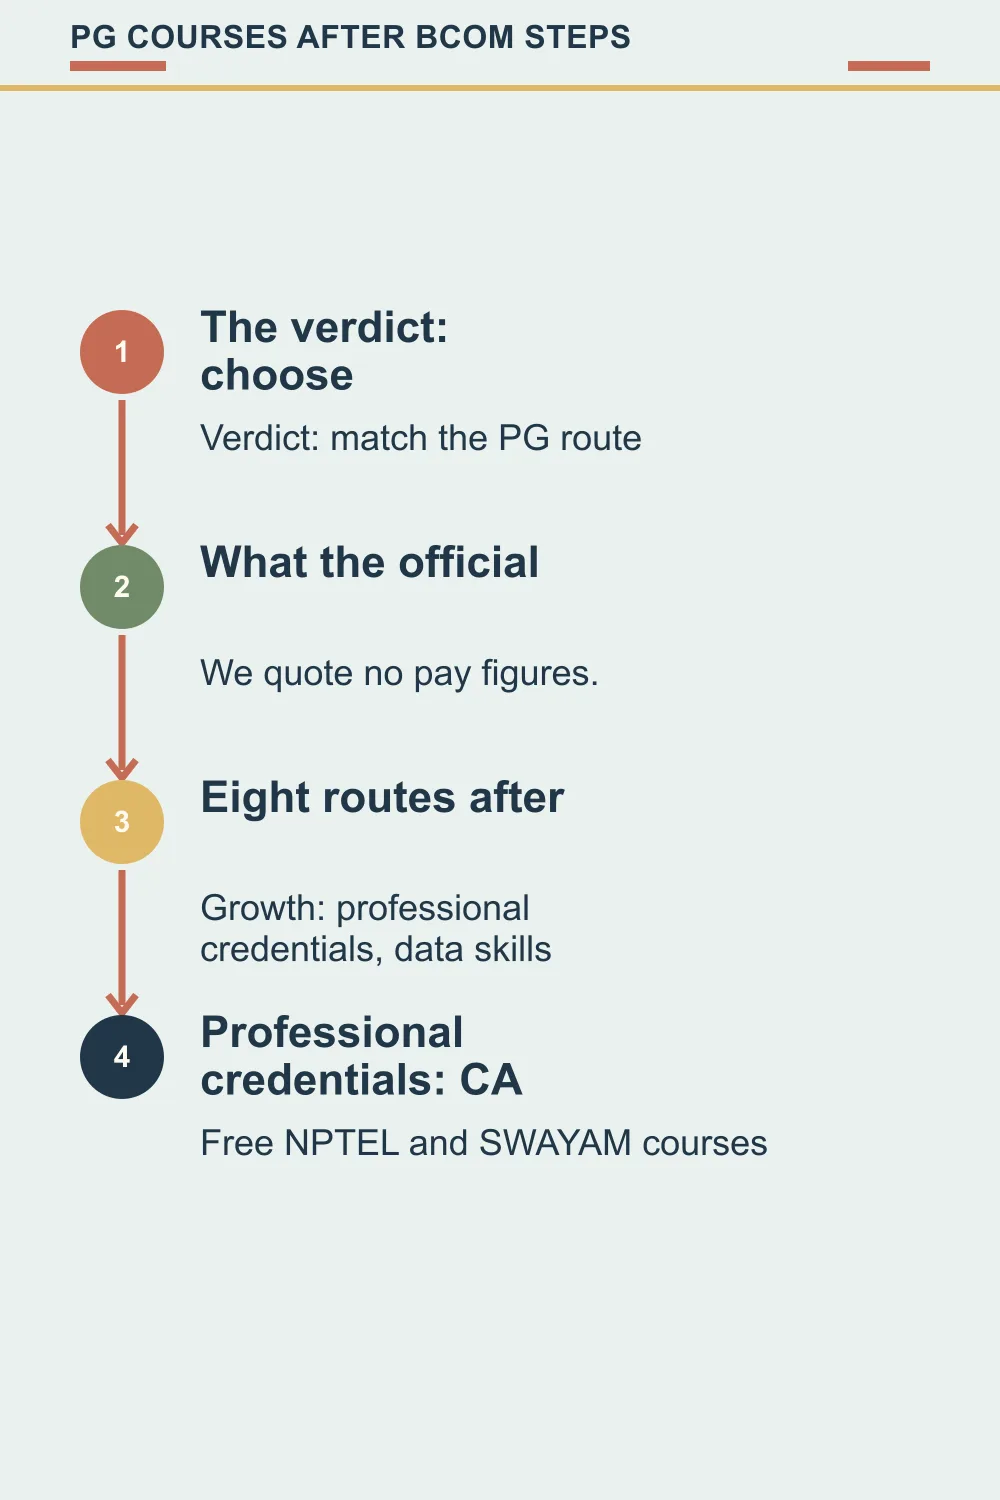 PG COURSES AFTER BCOM STEPS
1
The verdict:
choose
Verdict: match the PG route
2
What the official
We quote no pay figures.
3
Eight routes after
Growth: professional
credentials, data skills
4
Professional
credentials: CA
Free NPTEL and SWAYAM courses